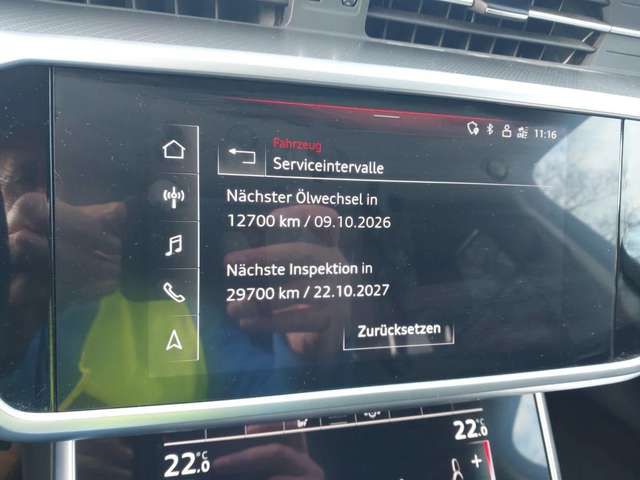 11:16
Fahrzeug
Serviceintervalle
Nächster Ölwechsel in
12700 km / 09.10.2026
Nächste Inspektion in
29700 km / 22.10.2027
Zurücksetzen
22.0°C 22.0°C
+